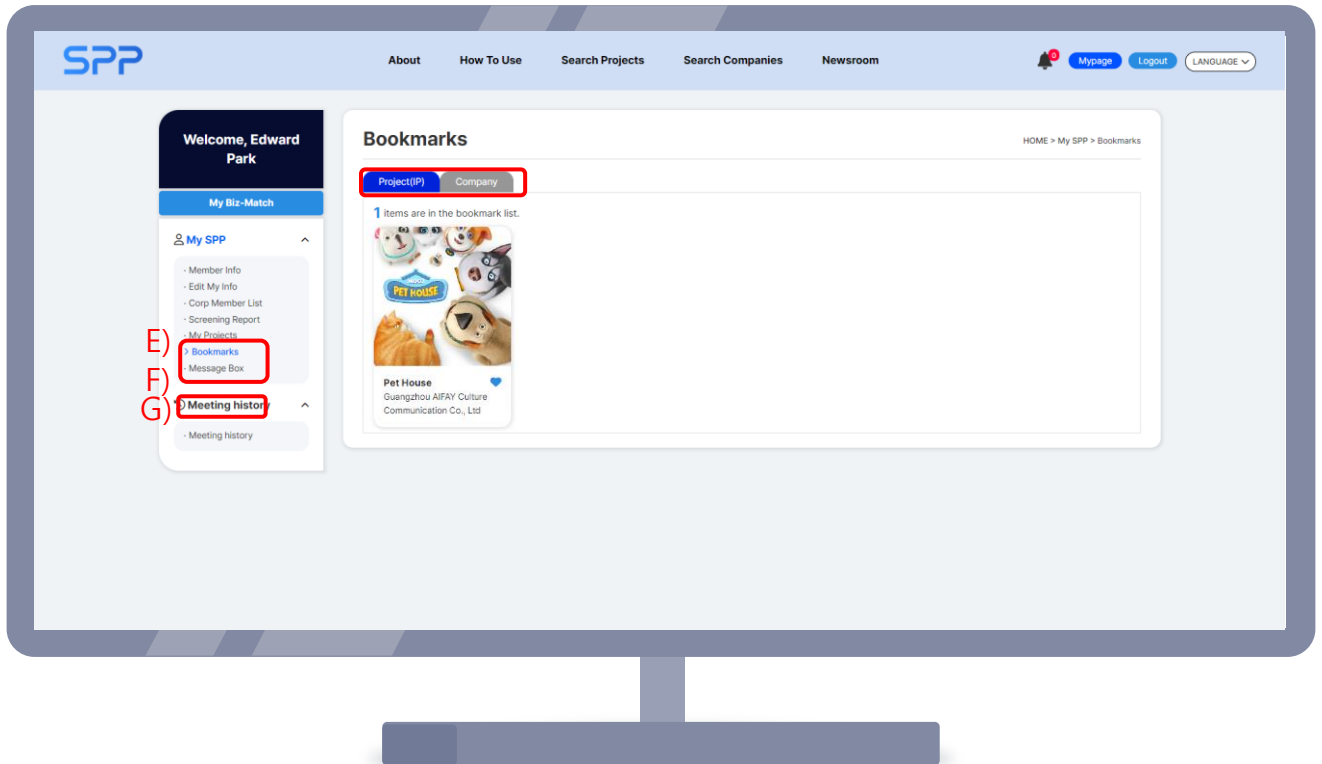 SPP
About How To Use Search Projects Search Companies Newsroom
0
Mypage Logout LANGUAGE
Welcome, Edward
Park
My Biz-Match
My SPP
· Member Info
· Edit My Info
· Corp Member List
· Screening Report
· My Projects
> Bookmarks
· Message Box
E)
F)
G)
Meeting history
· Meeting history
Bookmarks
HOME > My SPP > Bookmarks
Project(IP) Company
1 items are in the bookmark list.
PET HOUSE
Pet House
Guangzhou AIFAY Culture
Communication Co., Ltd